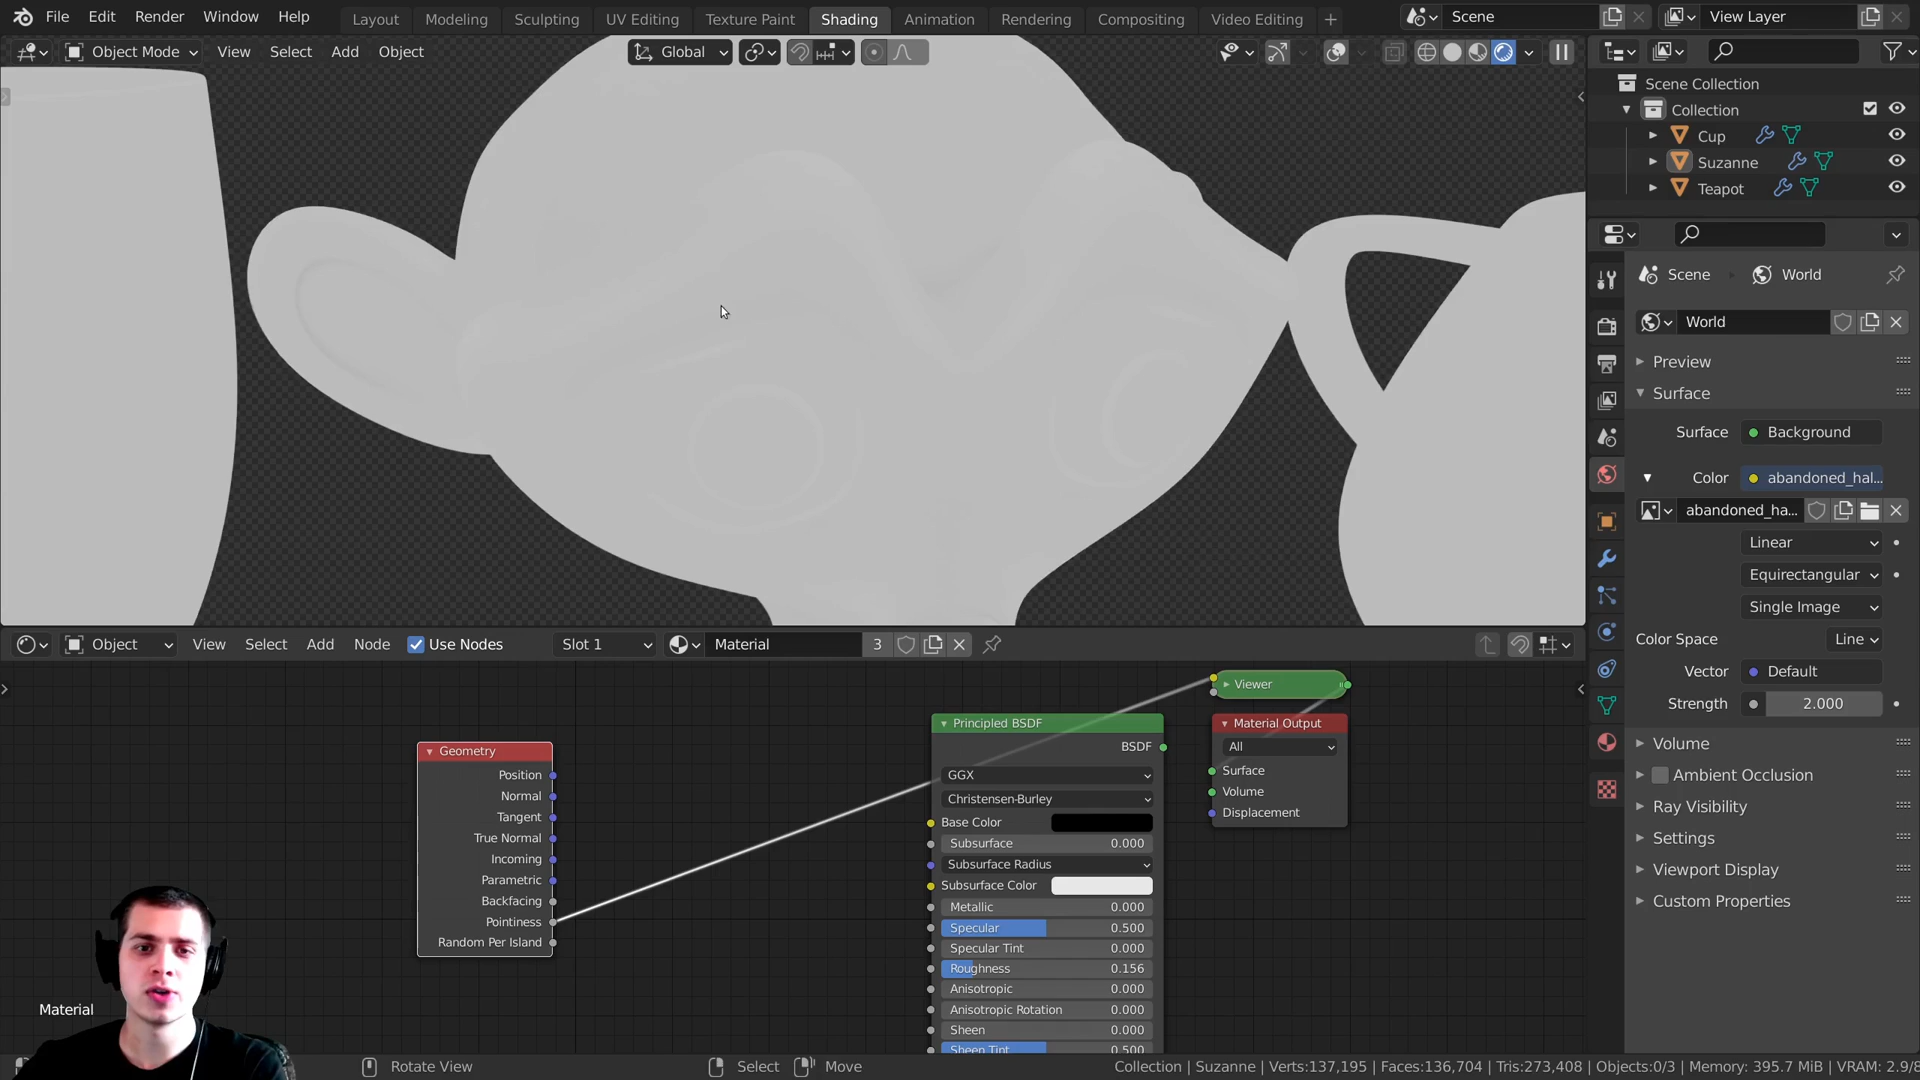 File Edit Render Window Help Layout Modeling Sculpting UV Editing Texture Paint Shading Animation Rendering Compositing Video Editing + Scene View Layer
Object Mode View Select Add Object Global
Scene Collection
Collection
Cup
Suzanne
Teapot
Scene World
World
Preview
Surface
Surface Background
Color abandoned_hal...
abandoned_ha...
Linear
Equirectangular
Single Image
Color Space Line
Vector Default
Strength 2.000
Volume
Ambient Occlusion
Ray Visibility
Settings
Viewport Display
Custom Properties
Object View Select Add Node Use Nodes Slot 1 Material 3
Geometry
Position
Normal
Tangent
True Normal
Incoming
Parametric
Backfacing
Pointiness
Random Per Island
Principled BSDF
BSDF
GGX
Christensen-Burley
Base Color
Subsurface 0.000
Subsurface Radius
Subsurface Color
Metallic 0.000
Specular 0.500
Specular Tint 0.000
Roughness 0.156
Anisotropic 0.000
Anisotropic Rotation 0.000
Sheen 0.000
Sheen Tint 0.500
Viewer
Material Output
All
Surface
Volume
Displacement
Material
Rotate View Select Move Collection | Suzanne | Verts:137,195 | Faces:136,704 | Tris:273,408 | Objects:0/3 | Memory: 395.7 MiB | VRAM: 2.9/8